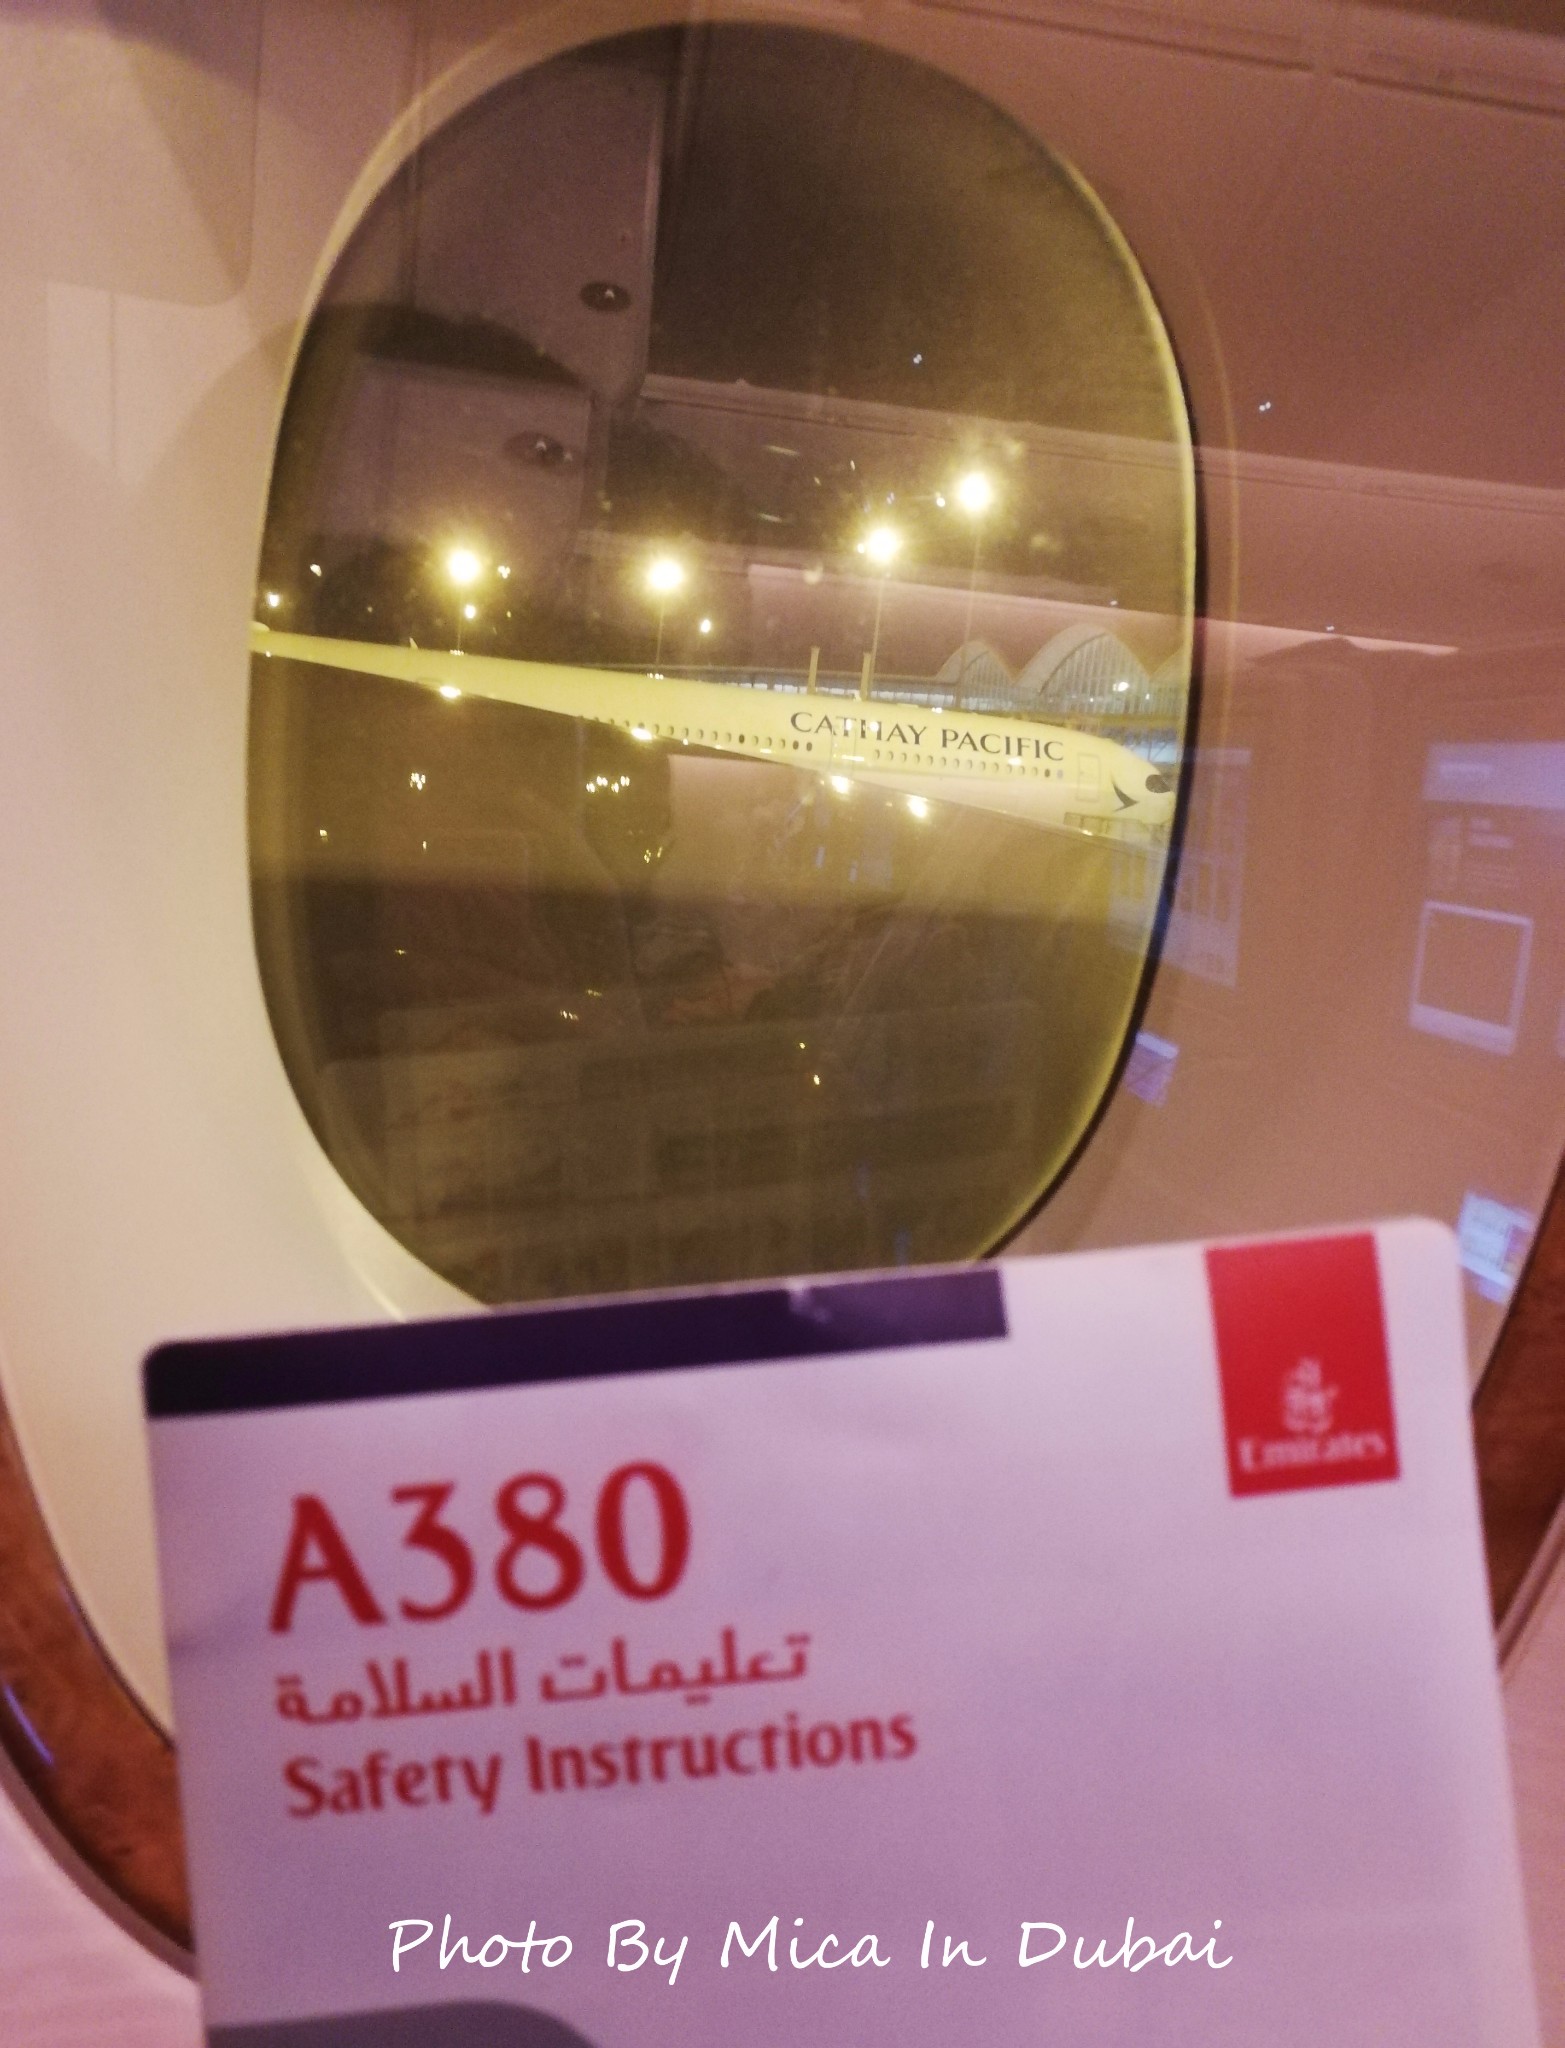 CATHAY PACIFIC
Emirates
A380
تعليمات السلامة
Safety Instructions
Photo By Mica In Dubai